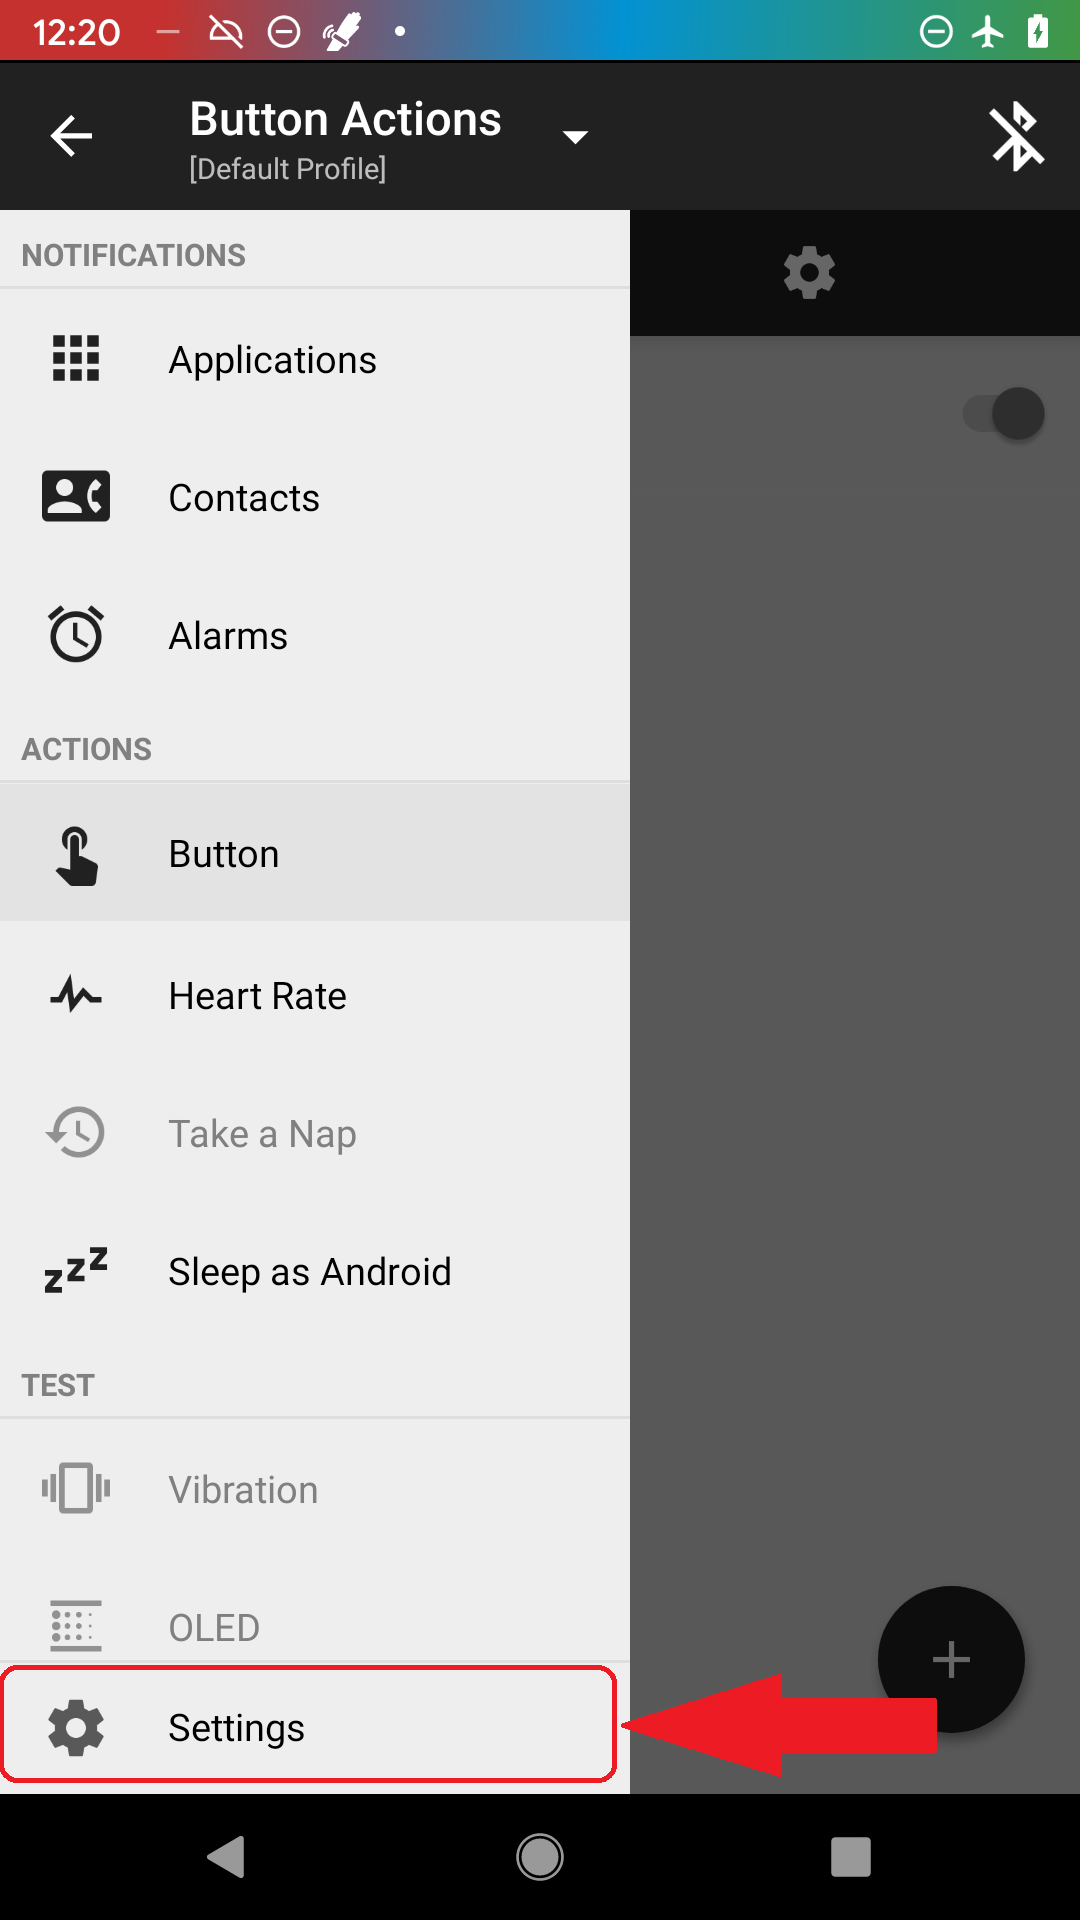 12:20
Button Actions
[Default Profile]
NOTIFICATIONS
Applications
Contacts
Alarms
ACTIONS
Button
Heart Rate
Take a Nap
Sleep as Android
TEST
Vibration
OLED
Settings